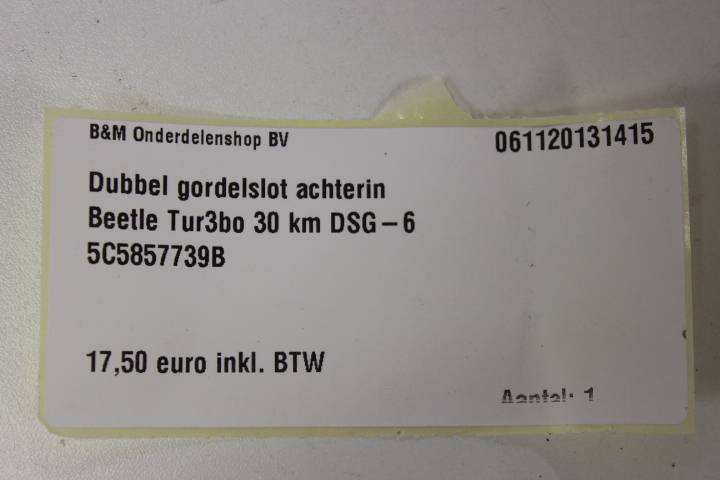 B&M Onderdelenshop BV
061120131415
Dubbel gordelslot achterin
Beetle Tur3bo 30 km DSG-6
5C5857739B
17,50 euro inkl. BTW
Aantal: 1